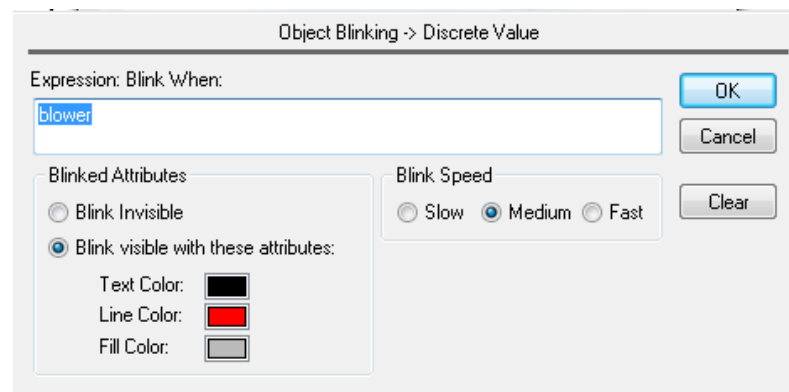 Object Blinking -> Discrete Value
Expression: Blink When:
OK
blower
Cancel
Blinked Attributes
Blink Speed
Clear
Blink Invisible
Slow Medium Fast
Blink visible with these attributes:
Text Color:
Line Color:
Fill Color: